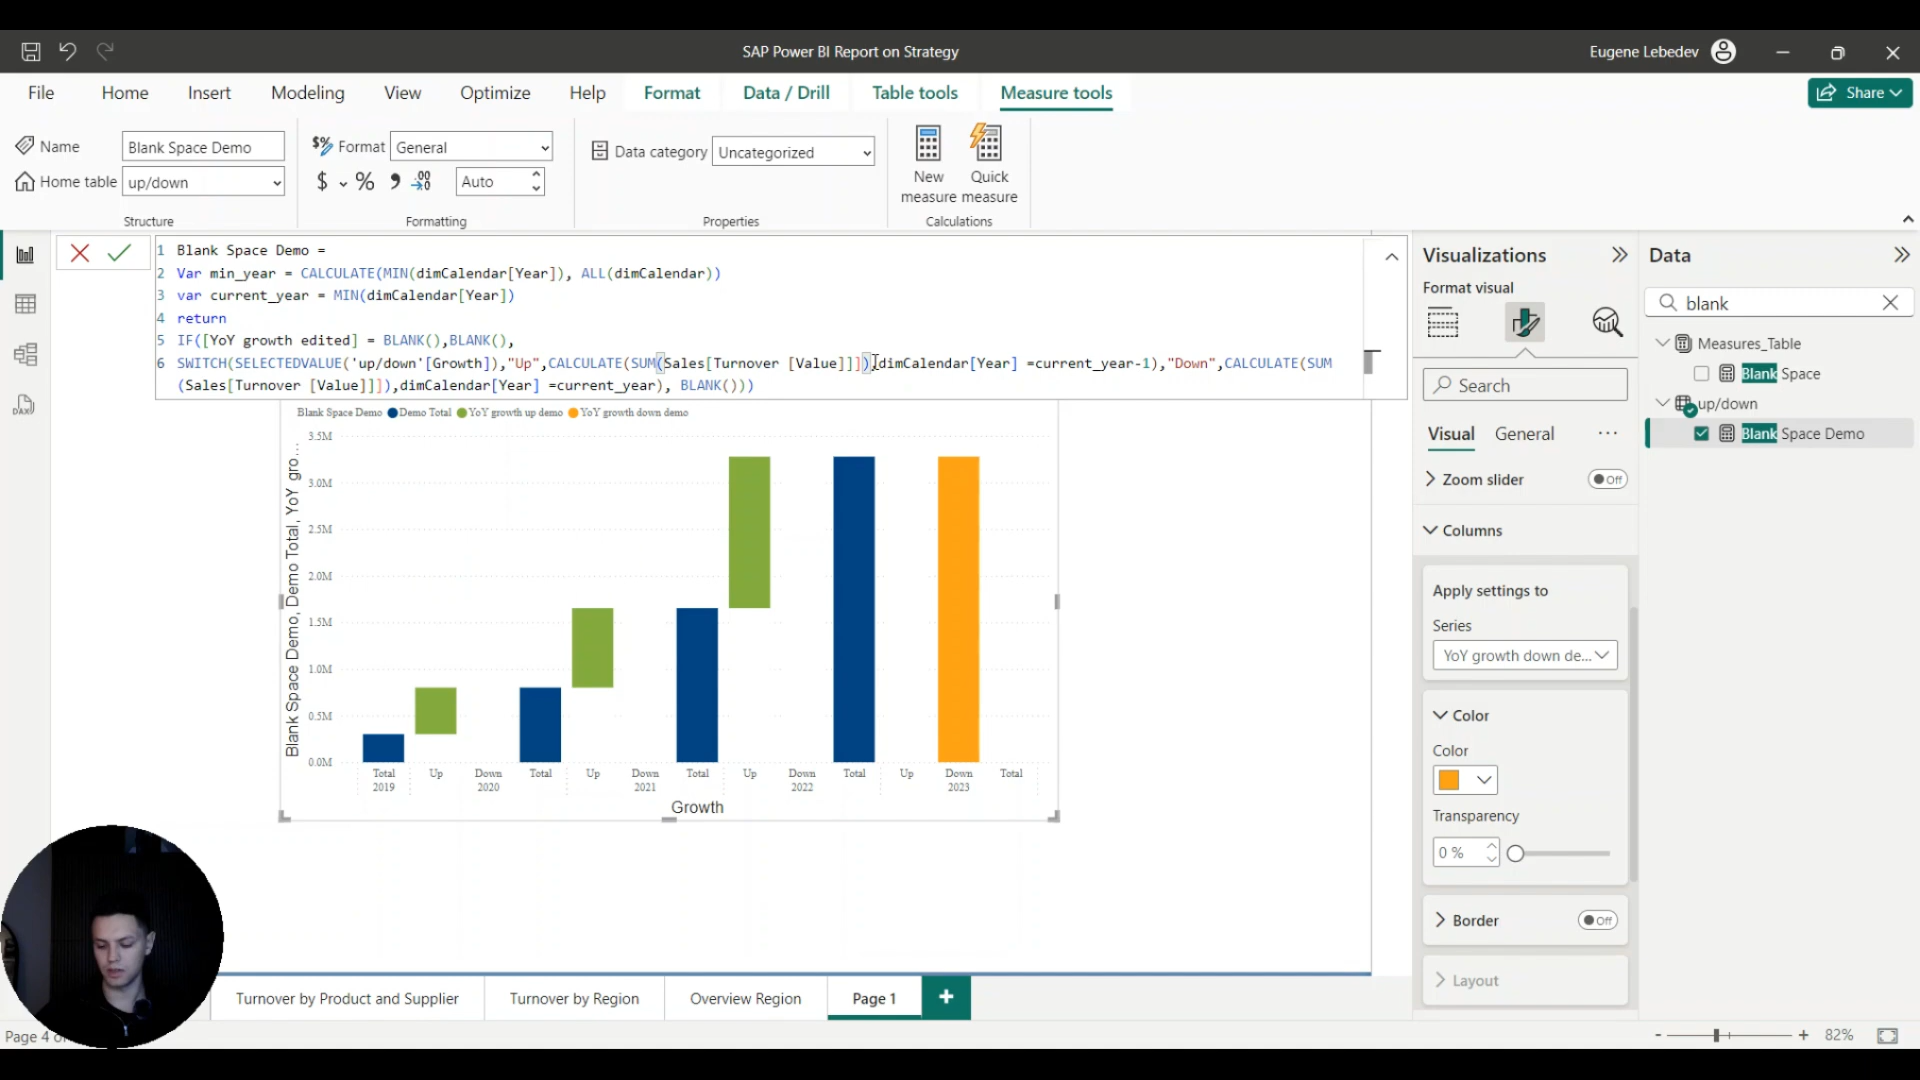 SAP Power BI Report on Strategy
Eugene Lebedev
File Home Insert Modeling View Optimize Help Format Data / Drill Table tools Measure tools
Share
Name Blank Space Demo
Home table up/down
Structure
Format General
$ % , .00 Auto
Formatting
Data category Uncategorized
Properties
New measure
Quick measure
Calculations
1 Blank Space Demo =
2 Var min_year = CALCULATE(MIN(dimCalendar[Year]), ALL(dimCalendar))
3 var current_year = MIN(dimCalendar[Year])
4 return
5 IF([YoY growth edited] = BLANK(),BLANK(),
6 SWITCH(SELECTEDVALUE('up/down'[Growth]),"Up",CALCULATE(SUM(Sales[Turnover [Value]]]),dimCalendar[Year] =current_year-1),"Down",CALCULATE(SUM
(Sales[Turnover [Value]]]),dimCalendar[Year] =current_year), BLANK()))
Blank Space Demo Demo Total YoY growth up demo YoY growth down demo
Blank Space Demo, Demo Total, YoY gro...
3.5M
3.0M
2.5M
2.0M
1.5M
1.0M
0.5M
0.0M
Total Up Down Total Up Down Total Up Down Total Up Down Total
2019 2020 2021 2022 2023
Growth
Visualizations
Format visual
Search
Visual General ...
Zoom slider Off
Columns
Apply settings to
Series
YoY growth down de...
Color
Color
Transparency
0 %
Border Off
Layout
Data
blank
Measures_Table
Blank Space
up/down
Blank Space Demo
DAX
Turnover by Product and Supplier Turnover by Region Overview Region Page 1 +
Page 4
- + 82%